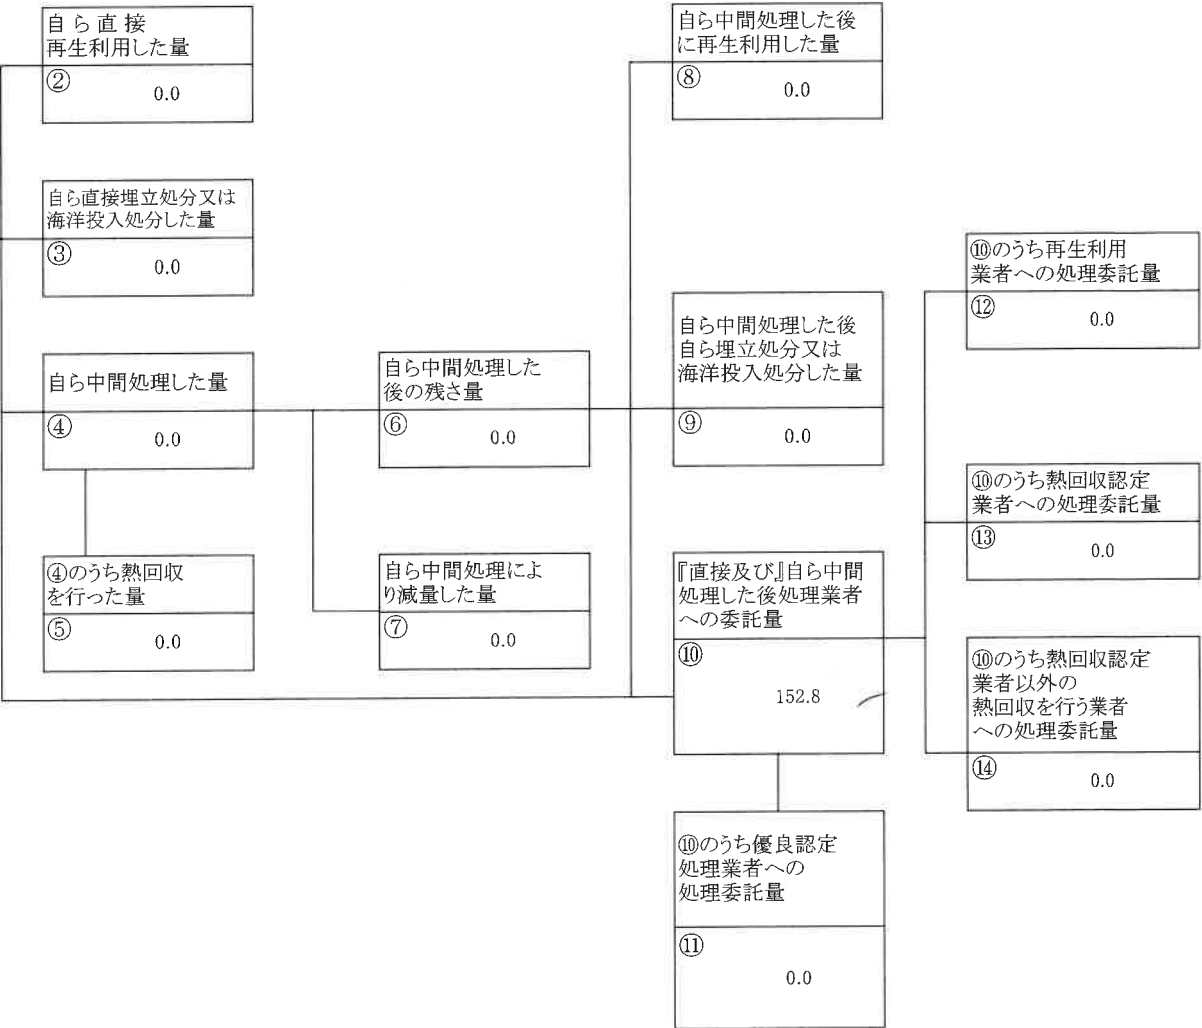 自ら直接
再生利用した量
②
0.0
自ら直接埋立処分又は
海洋投入処分した量
③
0.0
自ら中間処理した量
④
0.0
④のうち熱回収
を行った量
⑤
0.0
自ら中間処理した
後の残さ量
⑥
0.0
自ら中間処理によ
り減量した量
⑦
0.0
自ら中間処理した後
に再生利用した量
⑧
0.0
自ら中間処理した後
自ら埋立処分又は
海洋投入処分した量
⑨
0.0
『直接及び』自ら中間
処理した後処理業者
への委託量
⑩
152.8
⑩のうち優良認定
処理業者への
処理委託量
⑪
0.0
⑩のうち再生利用
業者への処理委託量
⑫
0.0
⑩のうち熱回収認定
業者への処理委託量
⑬
0.0
⑩のうち熱回収認定
業者以外の
熱回収を行う業者
への処理委託量
⑭
0.0